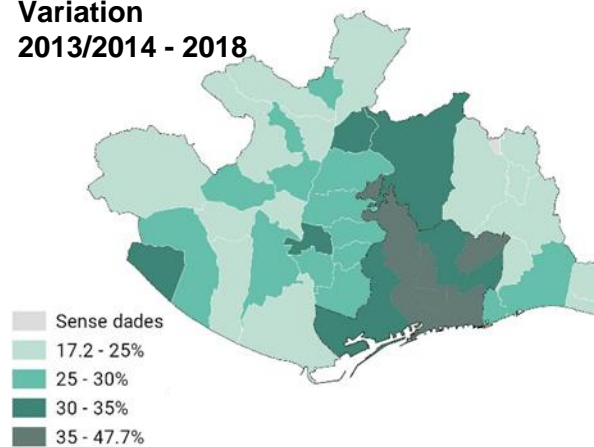 Variation
2013/2014 - 2018
Sense dades
17.2 - 25%
25 - 30%
30 - 35%
35 - 47.7%